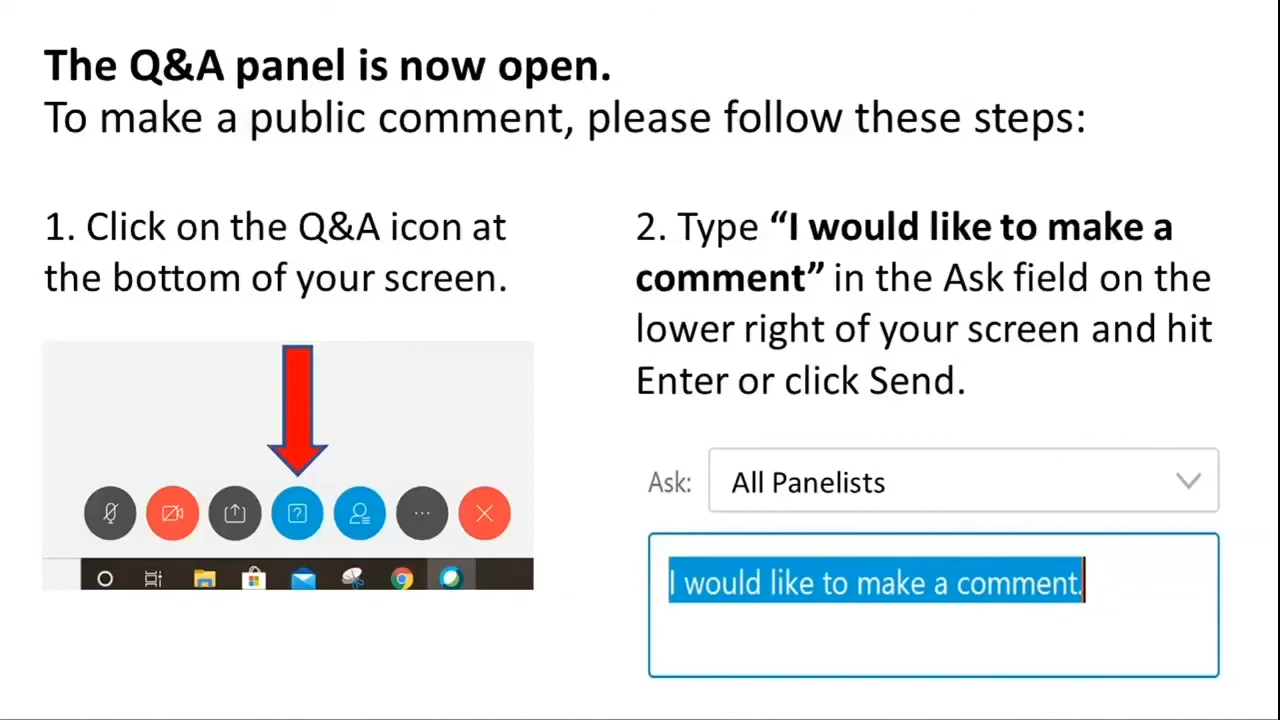 The Q&A panel is now open.
To make a public comment, please follow these steps:
1. Click on the Q&A icon at
the bottom of your screen.
2. Type “I would like to make a
comment” in the Ask field on the
lower right of your screen and hit
Enter or click Send.
Ask: All Panelists
I would like to make a comment.